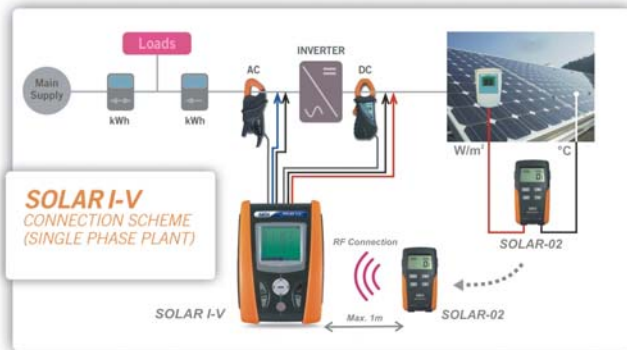 Loads
INVERTER
AC
DC
Main
Supply
kWh
kWh
W/m²
°C
SOLAR I-V
CONNECTION SCHEME
(SINGLE PHASE PLANT)
SOLAR-02
RF Connection
SOLAR I-V
Max. 1m
SOLAR-02